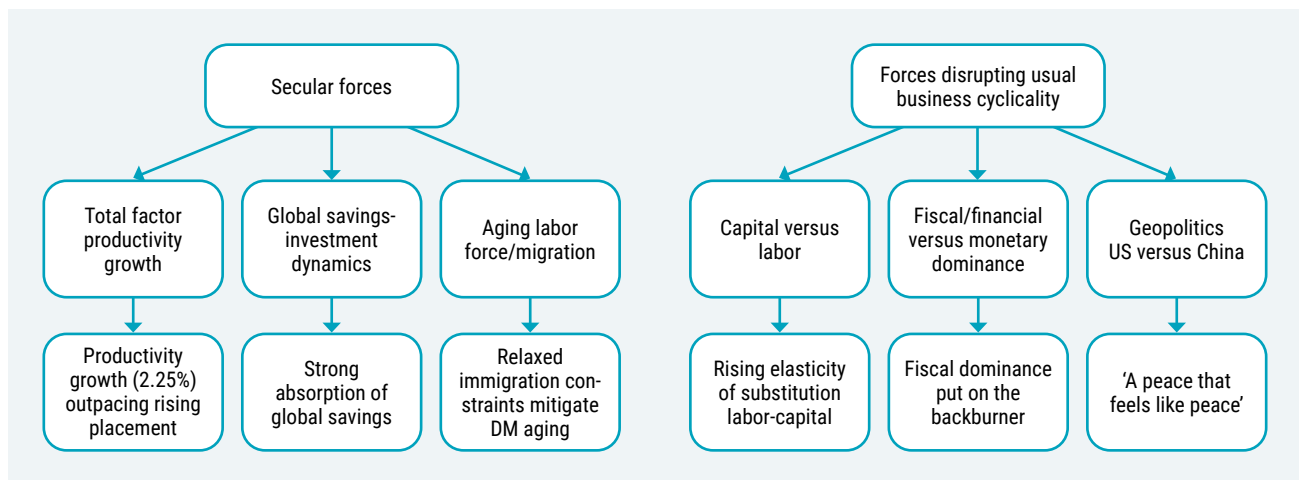 Secular forces
Forces disrupting usual
business cyclicality
Total factor
productivity
growth
Global savings-
investment
dynamics
Aging labor
force/migration
Capital versus
labor
Fiscal/financial
versus monetary
dominance
Geopolitics
US versus China
Productivity
growth (2.25%)
outpacing rising
placement
Strong
absorption of
global savings
Relaxed
immigration con-
straints mitigate
DM aging
Rising elasticity
of substitution
labor-capital
Fiscal dominance
put on the
backburner
‘A peace that
feels like peace’